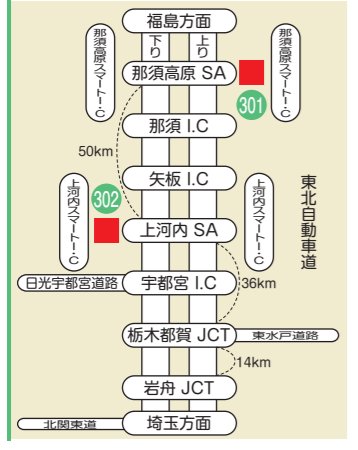 福島方面
下り
上り
那須高原スマートI・C
那須高原スマートI・C
那須高原 SA
301
那須 I.C
50km
矢板 I.C
302
上河内スマートI・C
上河内スマートI・C
東北自動車道
上河内 SA
日光宇都宮道路
宇都宮 I.C
36km
栃木都賀 JCT
東水戸道路
14km
岩舟 JCT
北関東道
埼玉方面